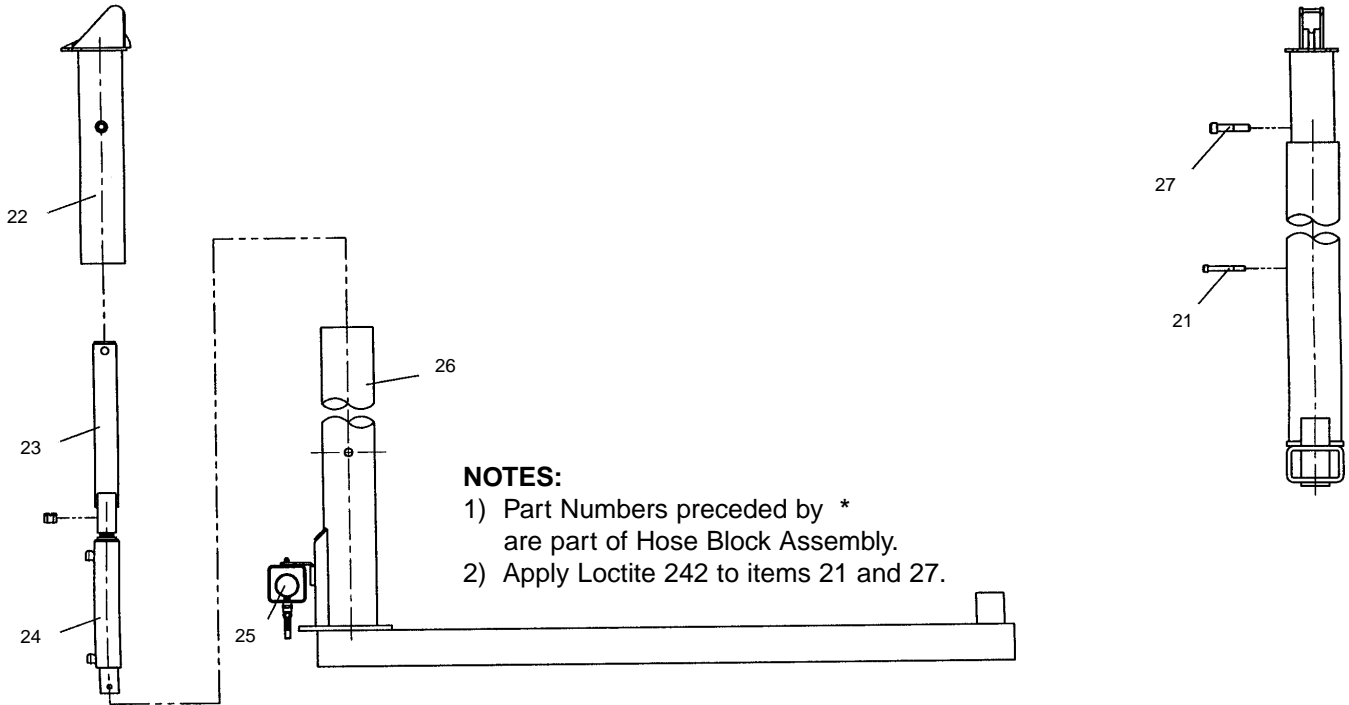 22
27
21
26
23
NOTES:
1) Part Numbers preceded by *
are part of Hose Block Assembly.
2) Apply Loctite 242 to items 21 and 27.
24
25